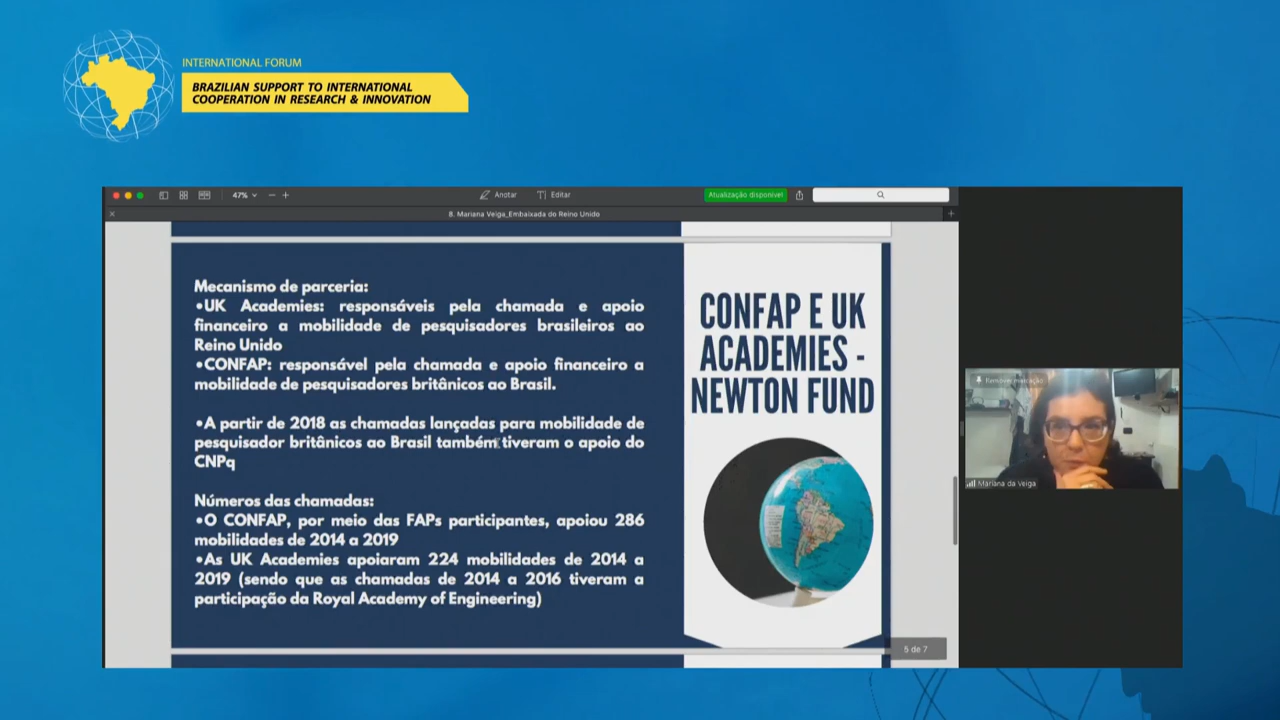 INTERNATIONAL FORUM
BRAZILIAN SUPPORT TO INTERNATIONAL
COOPERATION IN RESEARCH & INNOVATION
47%
Anotar
Editar
Atualização disponível
8. Mariana Veiga_Embaixada do Reino Unido
Mecanismo de parceria:
•UK Academies: responsáveis pela chamada e apoio
financeiro a mobilidade de pesquisadores brasileiros ao
Reino Unido
•CONFAP: responsável pela chamada e apoio financeiro a
mobilidade de pesquisadores britânicos ao Brasil.
•A partir de 2018 as chamadas lançadas para mobilidade de
pesquisador britânicos ao Brasil também tiveram o apoio do
CNPq
Números das chamadas:
•O CONFAP, por meio das FAPs participantes, apoiou 286
mobilidades de 2014 a 2019
•As UK Academies apoiaram 224 mobilidades de 2014 a
2019 (sendo que as chamadas de 2014 a 2016 tiveram a
participação da Royal Academy of Engineering)
CONFAP E UK
ACADEMIES -
NEWTON FUND
5 de 7
Remover marcação
Mariana da Veiga